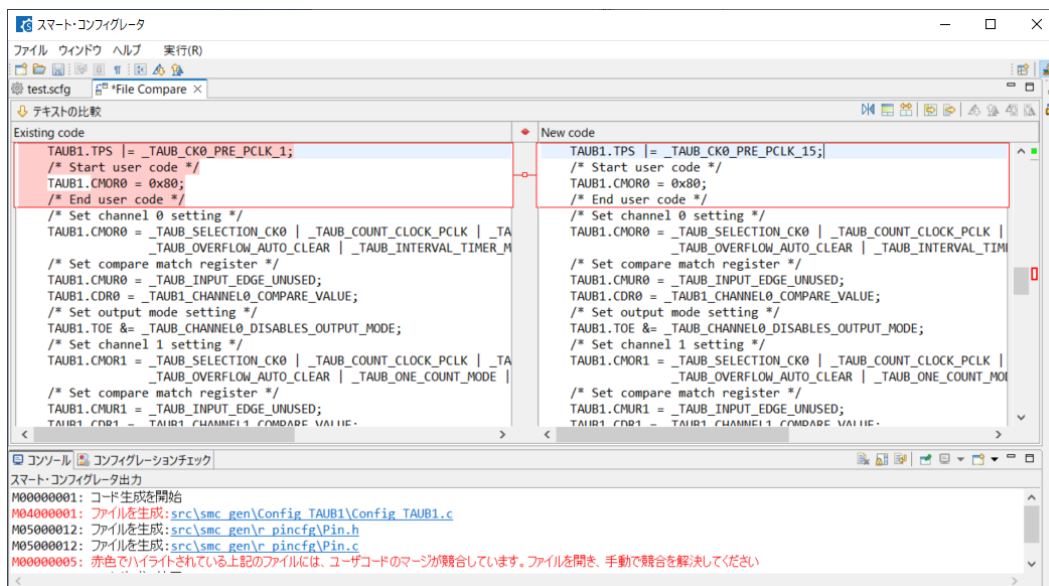 スマート・コンフィグレータ
ファイル ウィンドウ ヘルプ 実行(R)
test.scfg
*File Compare
テキストの比較
Existing code
New code
TAUB1.TPS |= _TAUB_CK0_PRE_PCLK_1;
/* Start user code */
TAUB1.CMOR0 = 0x80;
/* End user code */
/* Set channel 0 setting */
TAUB1.CMOR0 = _TAUB_SELECTION_CK0 | _TAUB_COUNT_CLOCK_PCLK | _TA
_TAUB_OVERFLOW_AUTO_CLEAR | _TAUB_INTERVAL_TIMER_M
/* Set compare match register */
TAUB1.CMUR0 = _TAUB_INPUT_EDGE_UNUSED;
TAUB1.CDR0 = _TAUB1_CHANNEL0_COMPARE_VALUE;
/* Set output mode setting */
TAUB1.TOE &= _TAUB_CHANNEL0_DISABLES_OUTPUT_MODE;
/* Set channel 1 setting */
TAUB1.CMOR1 = _TAUB_SELECTION_CK0 | _TAUB_COUNT_CLOCK_PCLK | _TA
_TAUB_OVERFLOW_AUTO_CLEAR | _TAUB_ONE_COUNT_MODE |
/* Set compare match register */
TAUB1.CMUR1 = _TAUB_INPUT_EDGE_UNUSED;
TAUB1.CDR1 = _TAUB1_CHANNEL1_COMPARE_VALUE;
TAUB1.TPS |= _TAUB_CK0_PRE_PCLK_15;
/* Start user code */
TAUB1.CMOR0 = 0x80;
/* End user code */
/* Set channel 0 setting */
TAUB1.CMOR0 = _TAUB_SELECTION_CK0 | _TAUB_COUNT_CLOCK_PCLK |
_TAUB_OVERFLOW_AUTO_CLEAR | _TAUB_INTERVAL_TIM
/* Set compare match register */
TAUB1.CMUR0 = _TAUB_INPUT_EDGE_UNUSED;
TAUB1.CDR0 = _TAUB1_CHANNEL0_COMPARE_VALUE;
/* Set output mode setting */
TAUB1.TOE &= _TAUB_CHANNEL0_DISABLES_OUTPUT_MODE;
/* Set channel 1 setting */
TAUB1.CMOR1 = _TAUB_SELECTION_CK0 | _TAUB_COUNT_CLOCK_PCLK |
_TAUB_OVERFLOW_AUTO_CLEAR | _TAUB_ONE_COUNT_MO
/* Set compare match register */
TAUB1.CMUR1 = _TAUB_INPUT_EDGE_UNUSED;
TAUB1.CDR1 = _TAUB1_CHANNEL1_COMPARE_VALUE;
コンソール コンフィグレーションチェック
スマート・コンフィグレータ出力
M00000001: コード生成を開始
M04000001: ファイルを生成:src\smc_gen\Config_TAUB1\Config_TAUB1.c
M05000012: ファイルを生成:src\smc_gen\r_pincfg\Pin.h
M05000012: ファイルを生成:src\smc_gen\r_pincfg\Pin.c
M00000005: 赤色でハイライトされている上記のファイルには、ユーザコードのマージが競合しています。ファイルを開き、手動で競合を解決してください